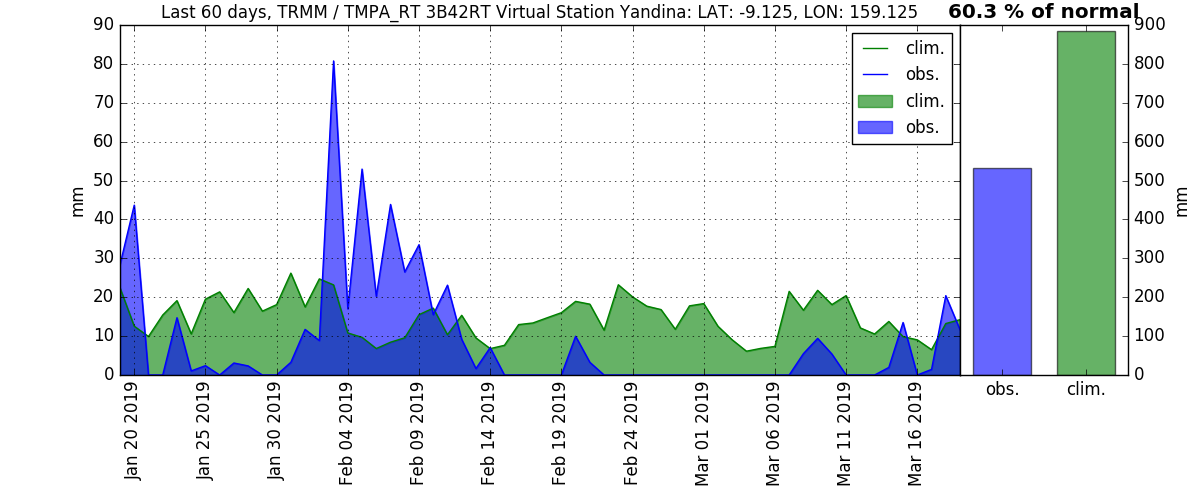 Last 60 days, TRMM / TMPA_RT 3B42RT Virtual Station Yandina: LAT: -9.125, LON: 159.125
60.3 % of normal
90
80
70
60
50
40
30
20
10
0
mm
clim.
obs.
clim.
obs.
Jan 20 2019
Jan 25 2019
Jan 30 2019
Feb 04 2019
Feb 09 2019
Feb 14 2019
Feb 19 2019
Feb 24 2019
Mar 01 2019
Mar 06 2019
Mar 11 2019
Mar 16 2019
900
800
700
600
500
400
300
200
100
0
mm
obs.
clim.